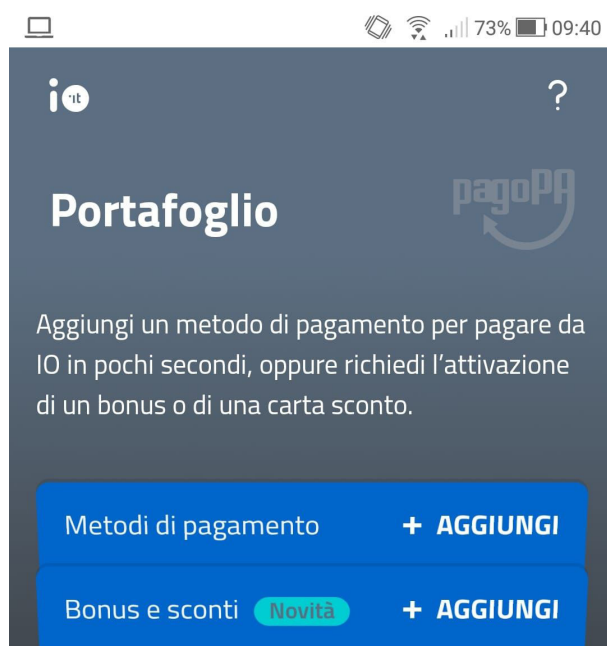 73% 09:40
io it ?
Portafoglio
pagoPA
Aggiungi un metodo di pagamento per pagare da
IO in pochi secondi, oppure richiedi l'attivazione
di un bonus o di una carta sconto.
Metodi di pagamento + AGGIUNGI
Bonus e sconti Novità + AGGIUNGI